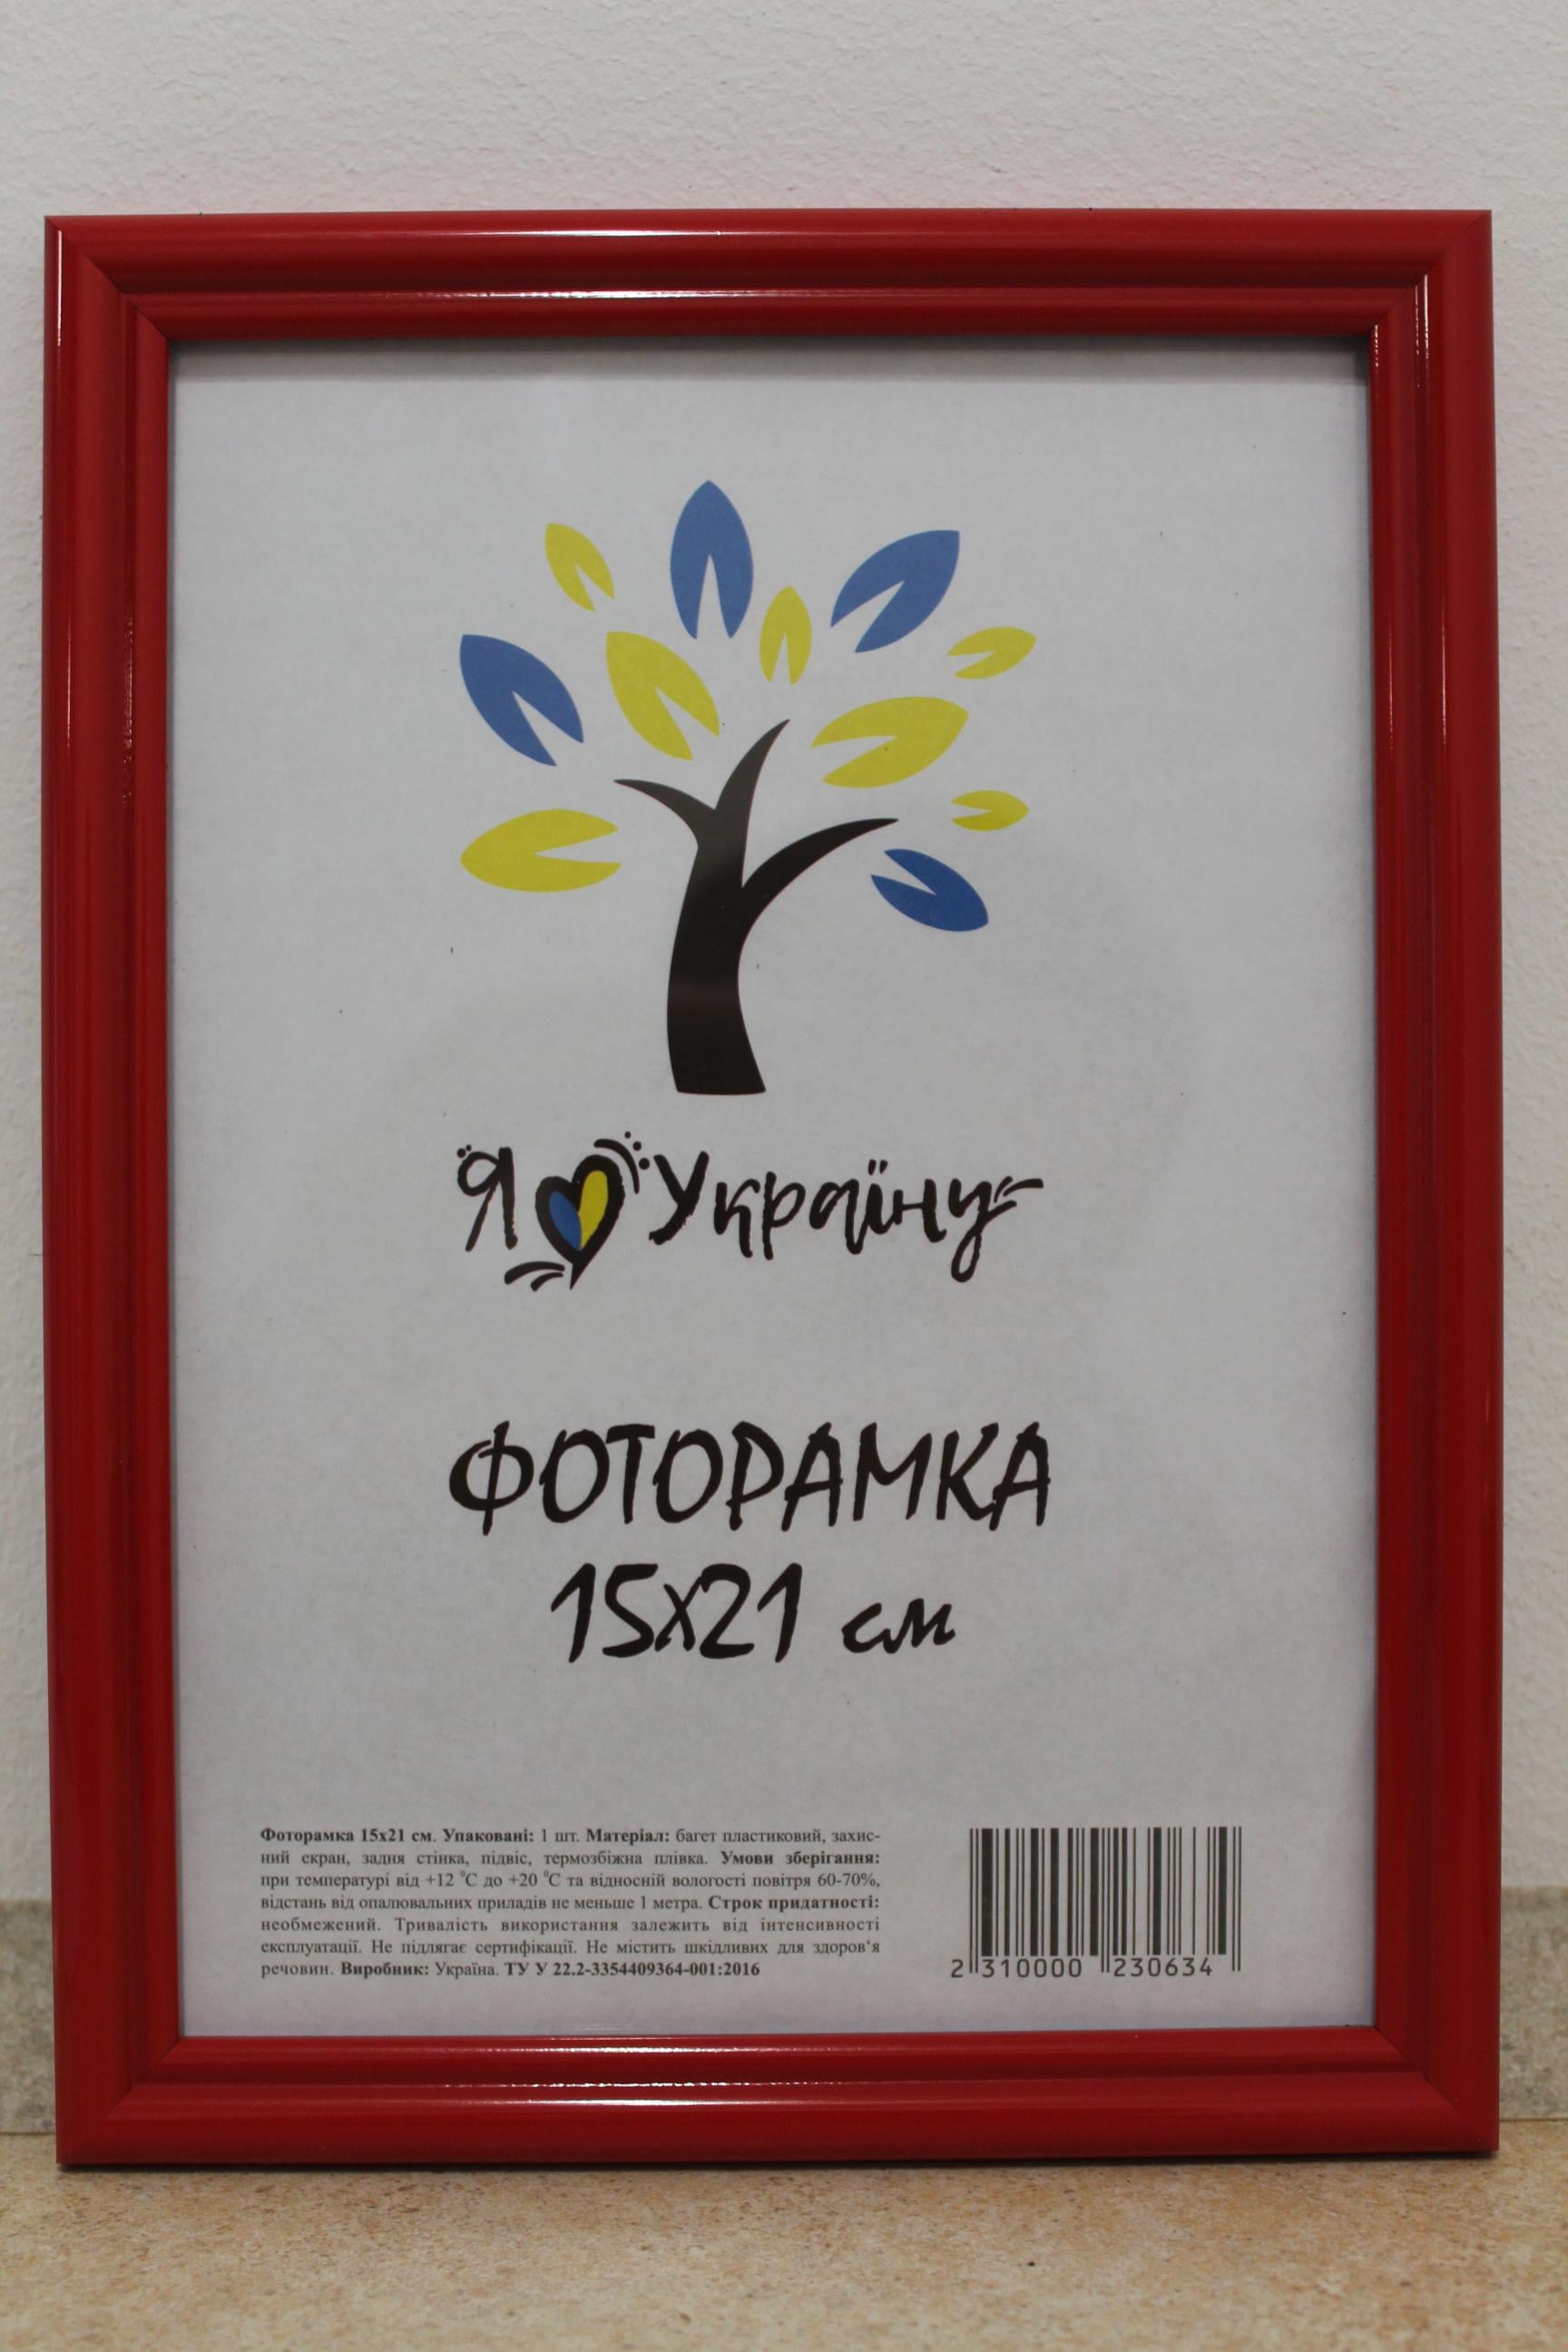 Я Україну
ФОТОРАМКА
15х21 см
Фоторамка 15х21 см. Упаковані: 1 шт. Матеріал: багет пластиковий, захис-
ний екран, задня стінка, підвіс, термозбіжна плівка. Умови зберігання:
при температурі від +12 °С до +20 °С та відносній вологості повітря 60-70%,
відстань від опалювальних приладів не меньше 1 метра. Строк придатності:
необмежений. Тривалість використання залежить від інтенсивності
експлуатації. Не підлягає сертифікації. Не містить шкідливих для здоров'я
речовин. Виробник: Україна. ТУ У 22.2-3354409364-001:2016
2 310000 230634